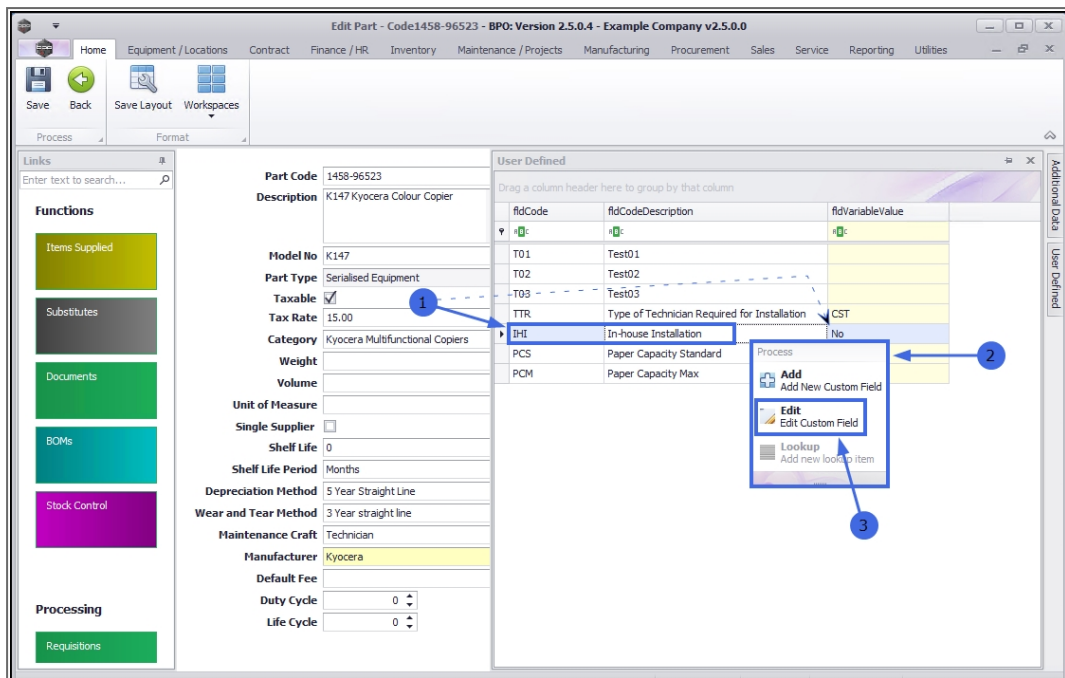 Edit Part - Code1458-96523 - BPO: Version 2.5.0.4 - Example Company v2.5.0.0
Home Equipment / Locations Contract Finance / HR Inventory Maintenance / Projects Manufacturing Procurement Sales Service Reporting Utilities
Save Back Save Layout Workspaces
Process Format
Links
Enter text to search...
Functions
Items Supplied
Substitutes
Documents
BOMs
Stock Control
Processing
Requisitions
Part Code 1458-96523
Description K147 Kyocera Colour Copier
Model No K147
Part Type Serialised Equipment
Taxable
Tax Rate 15.00
Category Kyocera Multifunctional Copiers
Weight
Volume
Unit of Measure
Single Supplier
Shelf Life 0
Shelf Life Period Months
Depreciation Method 5 Year Straight Line
Wear and Tear Method 3 Year straight line
Maintenance Craft Technician
Manufacturer Kyocera
Default Fee
Duty Cycle 0
Life Cycle 0
User Defined
Drag a column header here to group by that column
fldCode fldCodeDescription fldVariableValue
T01 Test01
T02 Test02
T03 Test03
TTR Type of Technician Required for Installation CST
IHI In-house Installation No
PCS Paper Capacity Standard
PCM Paper Capacity Max
1
2
3
Process
Add
Add New Custom Field
Edit
Edit Custom Field
Lookup
Add new lookup item
Additional Data
User Defined